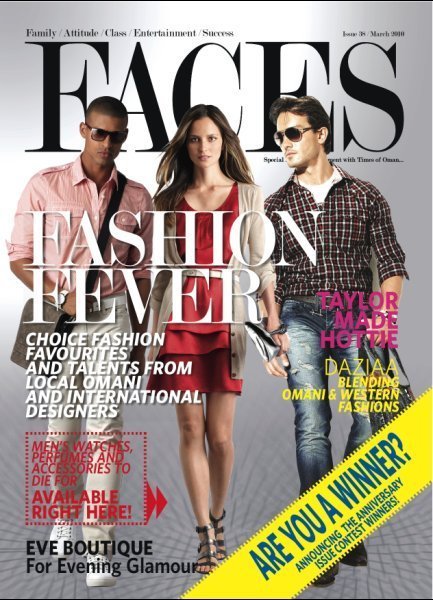 Family / Attitude / Class / Entertainment / Success
Issue 38 / March 2010
FACES
Special
ment with Times of Oman...
FASHION
FEVER
CHOICE FASHION
FAVOURITES
AND TALENTS FROM
LOCAL OMANI
AND INTERNATIONAL
DESIGNERS
TAYLOR
MADE
HOTTIE
DAZIAA
BLENDING
OMANI & WESTERN
FASHIONS
MEN'S WATCHES,
PERFUMES AND
ACCESSORIES TO
DIE FOR
AVAILABLE
RIGHT HERE!
EVE BOUTIQUE
For Evening Glamour
ARE YOU A WINNER?
ANNOUNCING THE ANNIVERSARY
ISSUE CONTEST WINNERS!